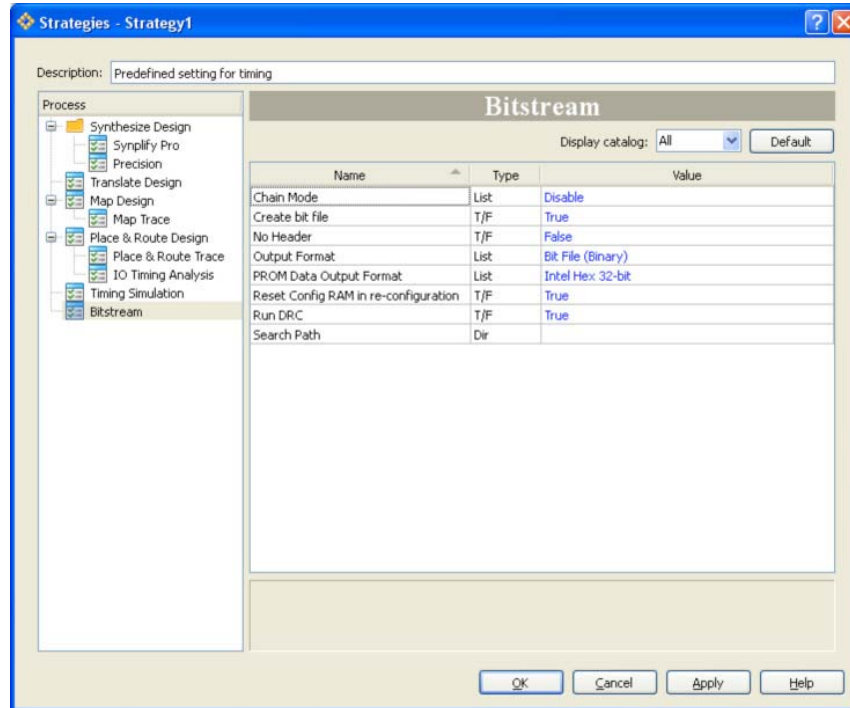 Strategies - Strategy1
Description: Predefined setting for timing
Process
Synthesize Design
Synplify Pro
Precision
Translate Design
Map Design
Map Trace
Place & Route Design
Place & Route Trace
IO Timing Analysis
Timing Simulation
Bitstream
Bitstream
Display catalog: All Default
Name Type Value
Chain Mode List Disable
Create bit file T/F True
No Header T/F False
Output Format List Bit File (Binary)
PROM Data Output Format List Intel Hex 32-bit
Reset Config RAM in re-configuration T/F True
Run DRC T/F True
Search Path Dir
OK Cancel Apply Help